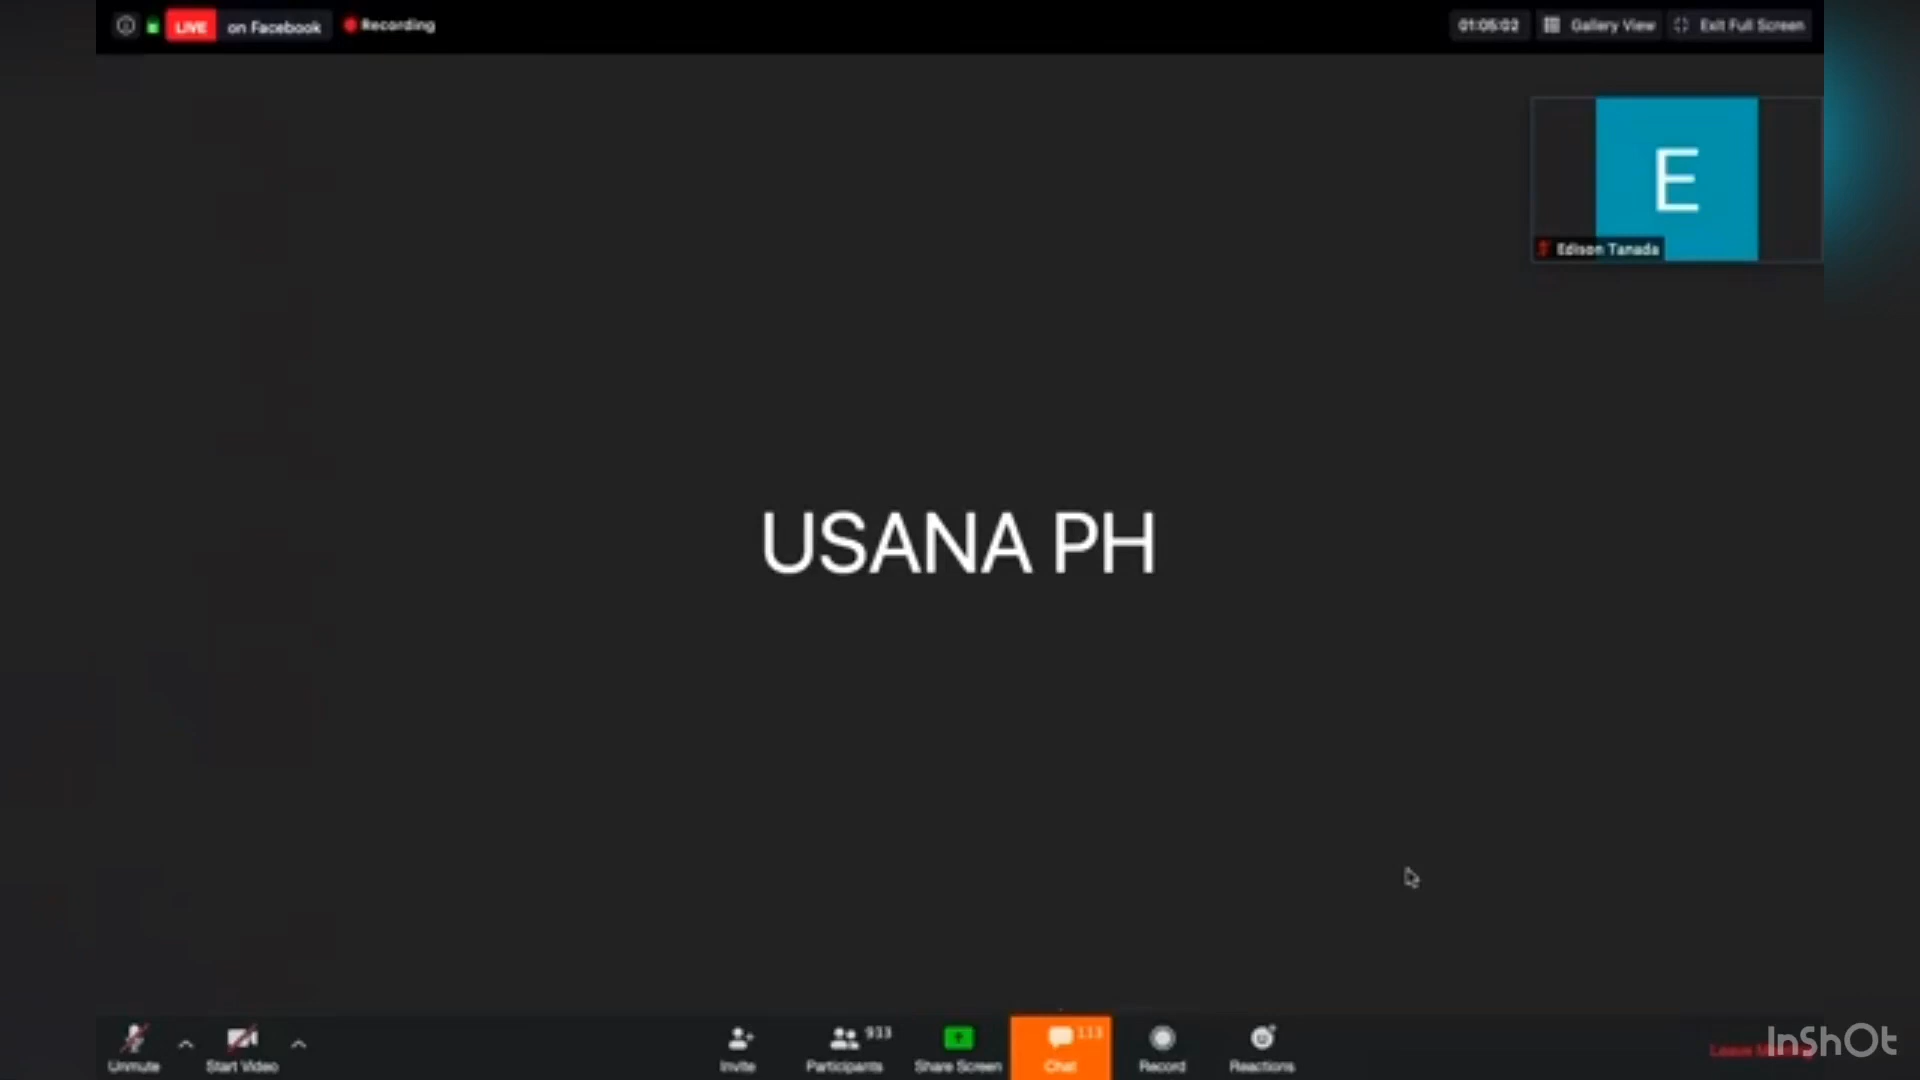 LIVE on Facebook Recording 01:05:02 Gallery View Exit Full Screen
E
Edison Tanada
USANA PH
933 113
Unmute Start Video Invite Participants Share Screen Chat Record Reactions
Leave
InShOt